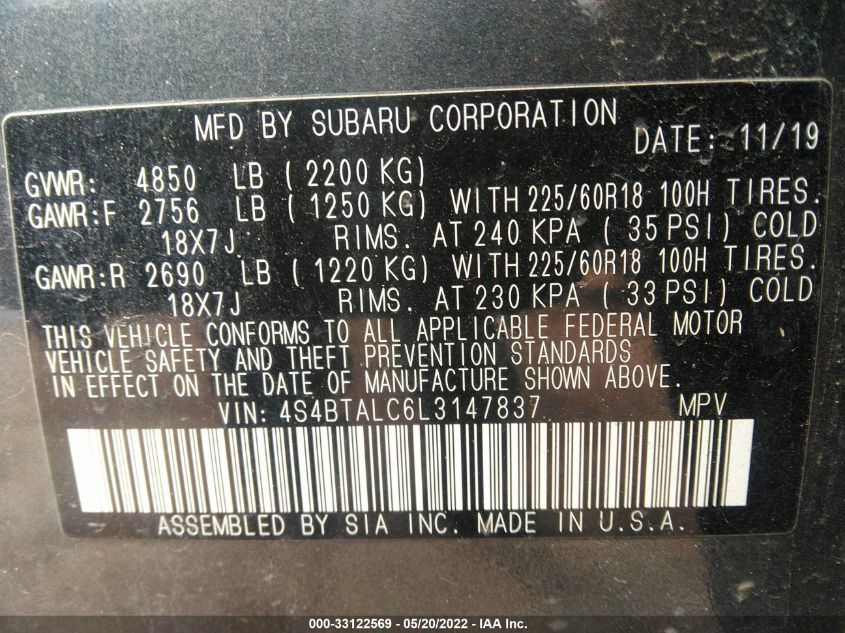 MFD BY SUBARU CORPORATION DATE: 11/19
GVWR: 4850 LB ( 2200 KG)
GAWR:F 2756 LB ( 1250 KG) WITH 225/60R18 100H TIRES.
18X7J RIMS. AT 240 KPA ( 35 PSI) COLD
GAWR:R 2690 LB ( 1220 KG) WITH 225/60R18 100H TIRES.
18X7J RIMS. AT 230 KPA ( 33 PSI) COLD
THIS VEHICLE CONFORMS TO ALL APPLICABLE FEDERAL MOTOR
VEHICLE SAFETY AND THEFT PREVENTION STANDARDS
IN EFFECT ON THE DATE OF MANUFACTURE SHOWN ABOVE.
VIN: 4S4BTALC6L3147837 MPV
ASSEMBLED BY SIA INC. MADE IN U.S.A.
000-33122569 - 05/20/2022 - IAA Inc.